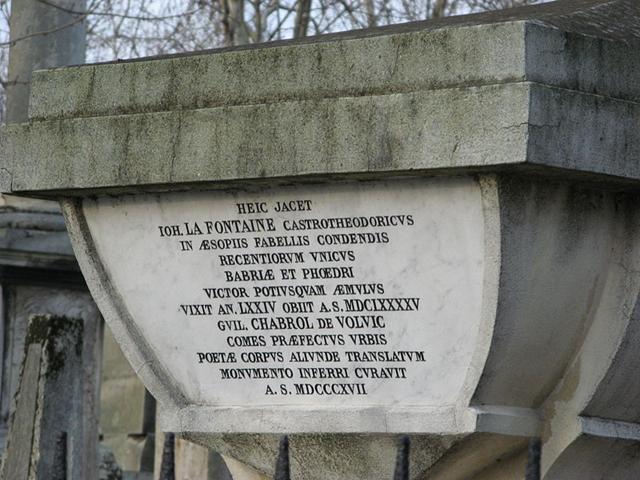 HEIC JACET
IOH. LA FONTAINE CASTROTHEODORICVS
IN ÆSOPIIS FABELLIS CONDENDIS
RECENTIORVM VNICVS
BABRIÆ ET PHŒDRI
VICTOR POTIVSQVAM ÆMVLVS
VIXIT AN. LXXIV OBIIT A.S. MDCLXXXXV
GVIL. CHABROL DE VOLVIC
COMES PRÆFECTVS VRBIS
POETÆ CORPVS ALIVNDE TRANSLATVM
MONVMENTO INFERRI CVRAVIT
A. S. MDCCCXVII